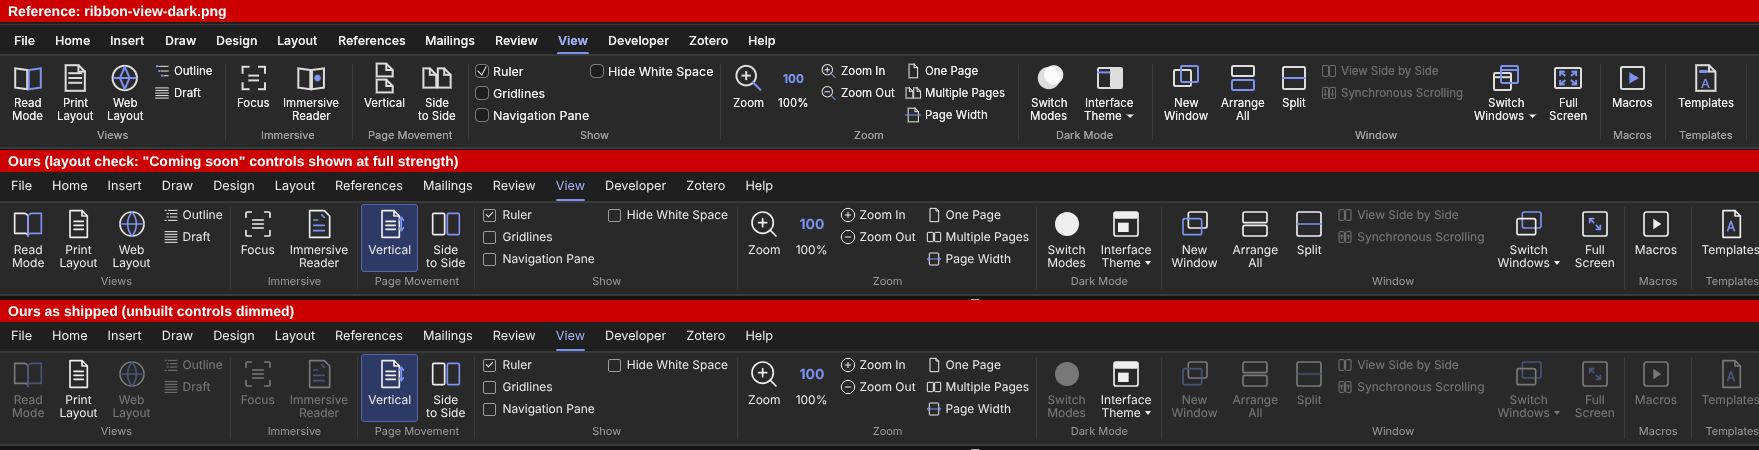 Reference: ribbon-view-dark.png
File Home Insert Draw Design Layout References Mailings Review View Developer Zotero Help
Read Mode Print Layout Web Layout Outline Draft Views
Focus Immersive Reader Immersive
Vertical Side to Side Page Movement
Ruler Gridlines Navigation Pane Hide White Space Show
Zoom 100 100% Zoom In Zoom Out One Page Multiple Pages Page Width Zoom
Switch Modes Interface Theme Dark Mode
New Window Arrange All Split View Side by Side Synchronous Scrolling Switch Windows Full Screen Window
Macros Macros
Templates Templates
Ours (layout check: "Coming soon" controls shown at full strength)
File Home Insert Draw Design Layout References Mailings Review View Developer Zotero Help
Read Mode Print Layout Web Layout Outline Draft Views
Focus Immersive Reader Immersive
Vertical Side to Side Page Movement
Ruler Gridlines Navigation Pane Hide White Space Show
Zoom 100 100% Zoom In Zoom Out One Page Multiple Pages Page Width Zoom
Switch Modes Interface Theme Dark Mode
New Window Arrange All Split View Side by Side Synchronous Scrolling Switch Windows Full Screen Window
Macros Macros
Templates Templates
Ours as shipped (unbuilt controls dimmed)
File Home Insert Draw Design Layout References Mailings Review View Developer Zotero Help
Read Mode Print Layout Web Layout Outline Draft Views
Focus Immersive Reader Immersive
Vertical Side to Side Page Movement
Ruler Gridlines Navigation Pane Hide White Space Show
Zoom 100 100% Zoom In Zoom Out One Page Multiple Pages Page Width Zoom
Switch Modes Interface Theme Dark Mode
New Window Arrange All Split View Side by Side Synchronous Scrolling Switch Windows Full Screen Window
Macros Macros
Templates Templates